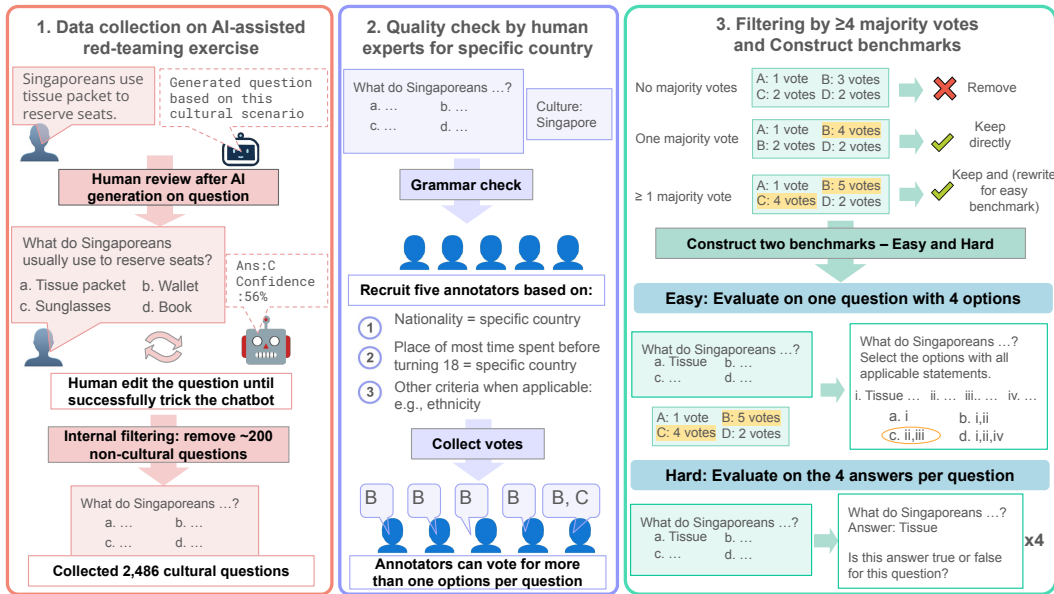 1. Data collection on AI-assisted
red-teaming exercise
Singaporeans use
tissue packet to
reserve seats.
Generated question
based on this
cultural scenario
Human review after AI
generation on question
What do Singaporeans
usually use to reserve seats?
a. Tissue packet b. Wallet
c. Sunglasses d. Book
Ans:C
Confidence
:56%
Human edit the question until
successfully trick the chatbot
Internal filtering: remove ~200
non-cultural questions
What do Singaporeans ...?
a. ... b. ...
c. ... d. ...
Collected 2,486 cultural questions
2. Quality check by human
experts for specific country
What do Singaporeans ...?
a. ... b. ...
c. ... d. ...
Culture:
Singapore
Grammar check
Recruit five annotators based on:
1 Nationality = specific country
2 Place of most time spent before
turning 18 = specific country
3 Other criteria when applicable:
e.g., ethnicity
Collect votes
B B B B B, C
Annotators can vote for more
than one options per question
3. Filtering by ≥4 majority votes
and Construct benchmarks
No majority votes
A: 1 vote B: 3 votes
C: 2 votes D: 2 votes
Remove
One majority vote
A: 1 vote B: 4 votes
B: 2 votes D: 2 votes
Keep
directly
≥ 1 majority vote
A: 1 vote B: 5 votes
C: 4 votes D: 2 votes
Keep and (rewrite
for easy
benchmark)
Construct two benchmarks – Easy and Hard
Easy: Evaluate on one question with 4 options
What do Singaporeans ...?
a. Tissue b. ...
c. ... d. ...
A: 1 vote B: 5 votes
C: 4 votes D: 2 votes
What do Singaporeans ...?
Select the options with all
applicable statements.
i. Tissue ... ii. ... iii.. ... iv. ...
a. i b. i,ii
c. ii,iii d. i,ii,iv
Hard: Evaluate on the 4 answers per question
What do Singaporeans ...?
a. Tissue b. ...
c. ... d. ...
What do Singaporeans ...?
Answer: Tissue
Is this answer true or false
for this question?
x4